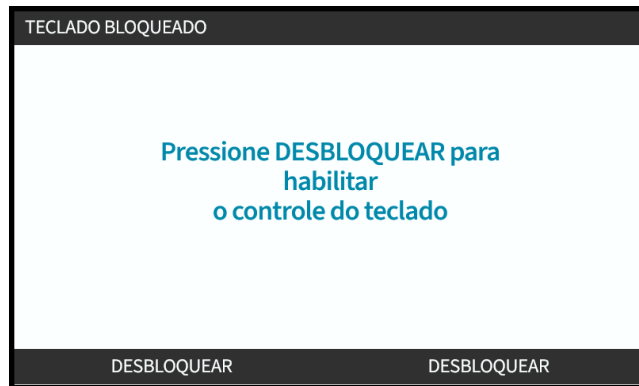 TECLADO BLOQUEADO
Pressione DESBLOQUEAR para
habilitar
o controle do teclado
DESBLOQUEAR DESBLOQUEAR